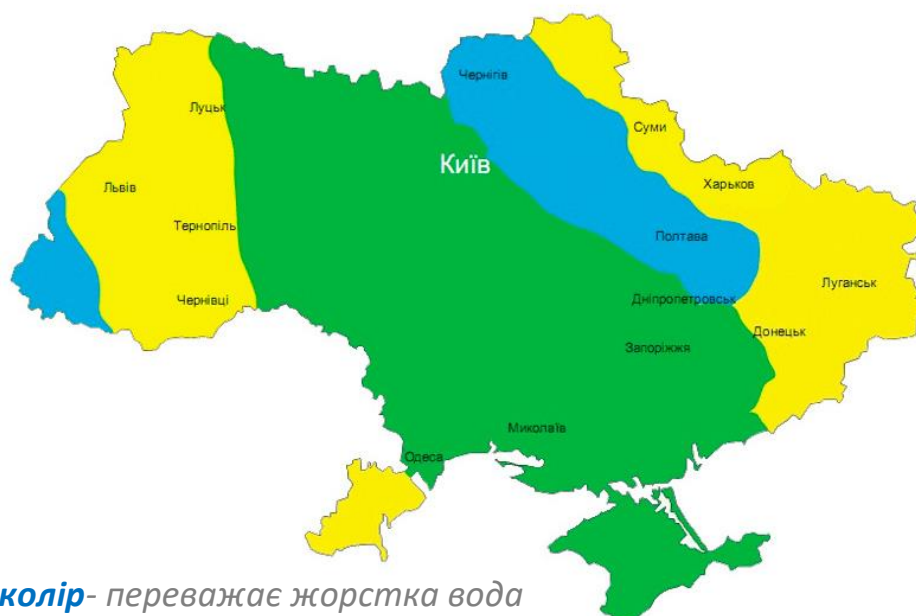 Чернігів
Луцьк
Суми
Київ
Львів
Харьков
Тернопіль
Полтава
Чернівці
Дніпропетровськ
Луганськ
Донецьк
Запоріжжя
Миколаїв
Одеса
колір- переважає жорстка вода